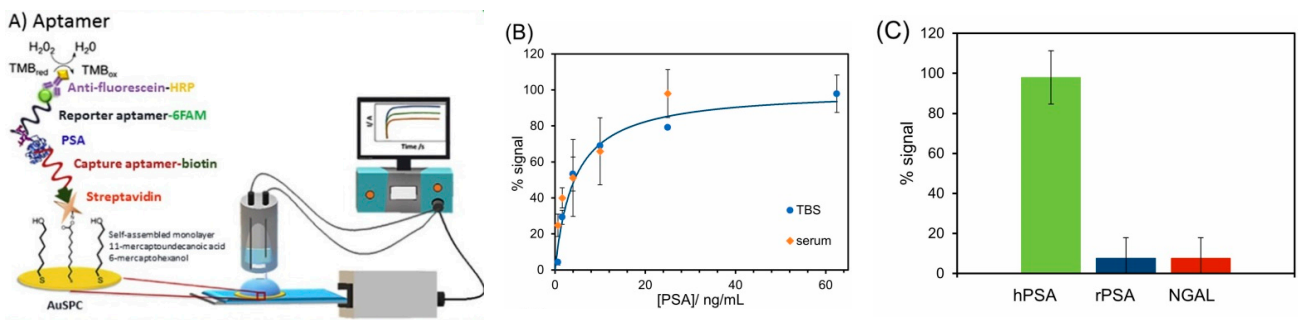 A) Aptamer
H₂O₂ H₂0
TMBred TMBox
Anti-fluorescein-HRP
Reporter aptamer-6FAM
PSA
Capture aptamer-biotin
Streptavidin
HO
O
O
HO
Self-assembled monolayer
11-mercaptoundecanoic acid
6-mercaptohexanol
S
S
AuSPC
I/ A
Time /s
(B)
120
100
80
60
40
20
0
% signal
0 20 40 60
[PSA]/ ng/mL
TBS
serum
(C)
120
100
80
60
40
20
0
% signal
hPSA rPSA NGAL